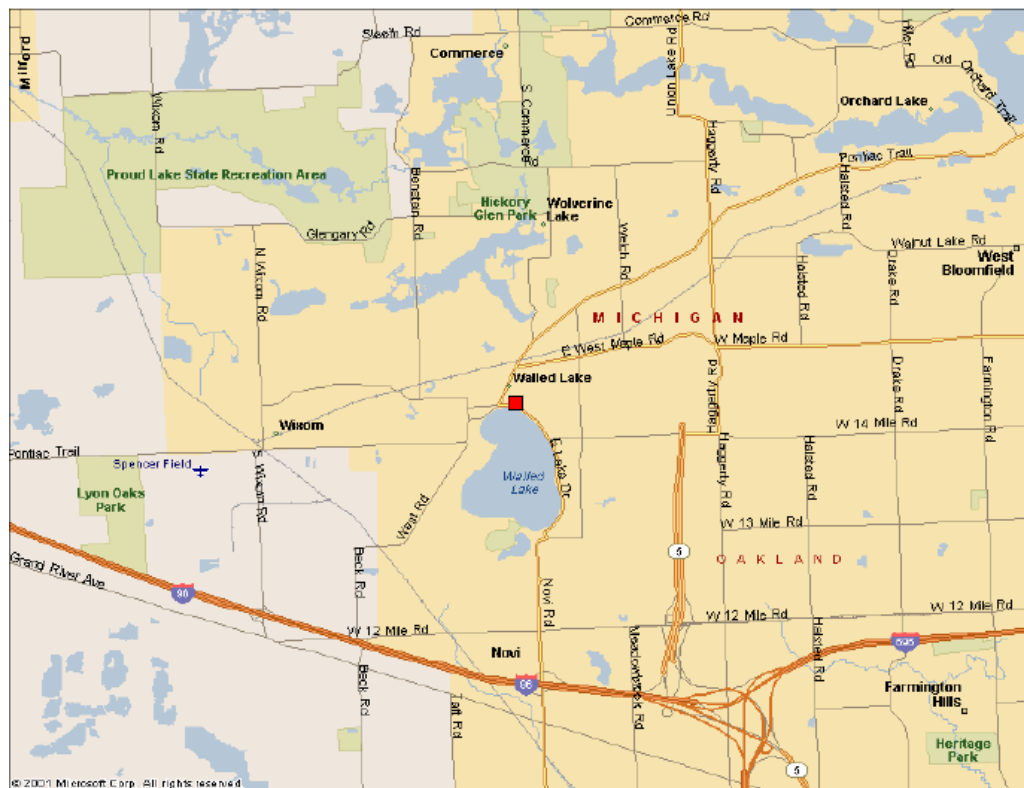 Commerce Rd
Sleeth Rd
Commerce
Milford
Union Lake Rd
Hiller Rd
Old
Orchard Trail
Wixom Rd
S Commerce
Rd
Orchard Lake
Haggerty Rd
Pontiac Trail
Proud Lake State Recreation Area
Benstein Rd
Halsted Rd
Hickory
Glen Park
Wolverine
Lake
Glengary Rd
Welch Rd
Walnut Lake Rd
West
Bloomfield
N Wixom Rd
Halsted Rd
Drake Rd
MICHIGAN
E West Maple Rd
W Maple Rd
Walled Lake
Haggerty Rd
Drake Rd
Farmington Rd
Wixom
W 14 Mile Rd
Pontiac Trail
Spencer Field
E Lake Dr
Walled
Lake
Haggerty Rd
Halsted Rd
S Wixom Rd
Lyon Oaks
Park
West Rd
W 13 Mile Rd
5
OAKLAND
Grand River Ave
Beck Rd
96
Novi Rd
W 12 Mile Rd
W 12 Mile Rd
W 12 Mile Rd
Meadowbrook Rd
Halsted Rd
696
Novi
Beck Rd
96
Taft Rd
Farmington
Hills
Heritage
Park
5
© 2001 Microsoft Corp. All rights reserved